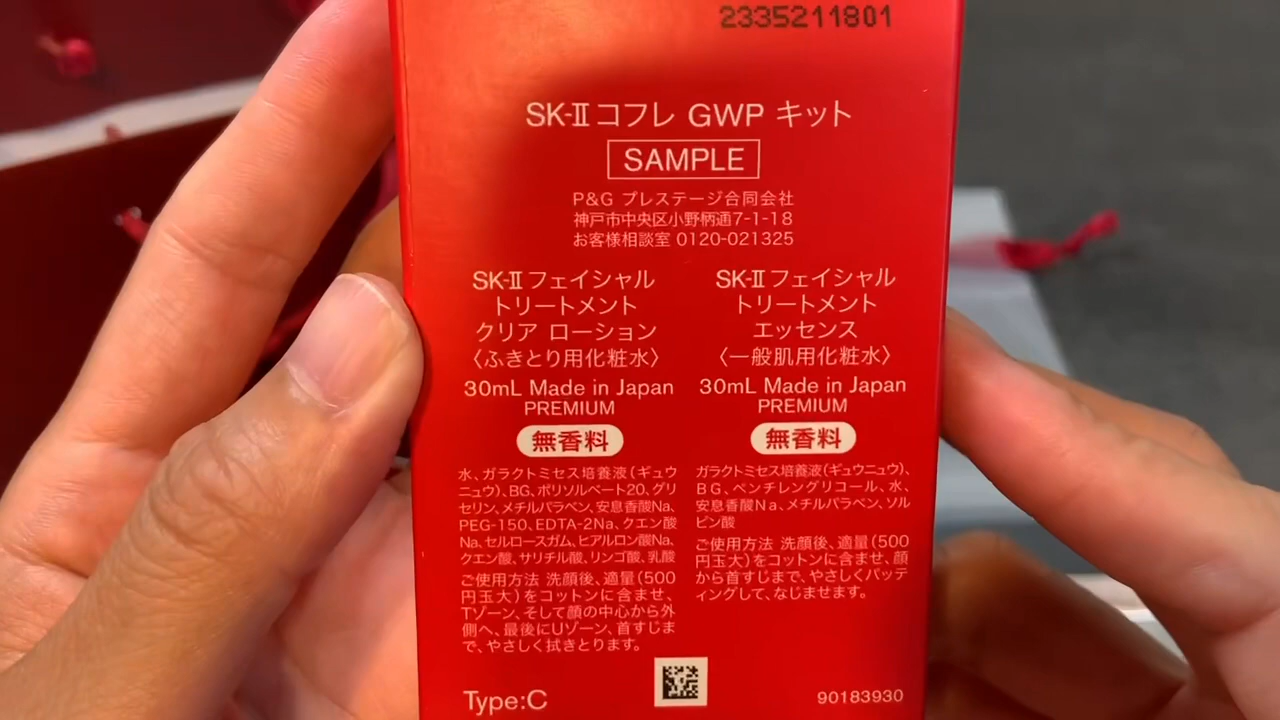 2335211801
SK-Ⅱ コフレ GWP キット
SAMPLE
P&G プレステージ合同会社
神戸市中央区小野柄通7-1-18
お客様相談室 0120-021325
SK-Ⅱ フェイシャル
トリートメント
クリア ローション
〈ふきとり用化粧水〉
30mL Made in Japan
PREMIUM
無香料
水、ガラクトミセス培養液(ギュウ
ニュウ)、BG、ポリソルベート20、グリ
セリン、メチルパラベン、安息香酸Na、
PEG-150、EDTA-2Na、クエン酸
Na、セルロースガム、ヒアルロン酸Na、
クエン酸、サリチル酸、リンゴ酸、乳酸
ご使用方法 洗顔後、適量(500
円玉大)をコットンに含ませ、
Tゾーン、そして顔の中心から外
側へ、最後にUゾーン、首すじま
で、やさしく拭きとります。
SK-Ⅱ フェイシャル
トリートメント
エッセンス
〈一般肌用化粧水〉
30mL Made in Japan
PREMIUM
無香料
ガラクトミセス培養液(ギュウニュウ)、
BG、ペンチレングリコール、水、
安息香酸Na、メチルパラベン、ソル
ビン酸
ご使用方法 洗顔後、適量(500
円玉大)をコットンに含ませ、顔
から首すじまで、やさしくパッテ
ィングして、なじませます。
Type:C
90183930